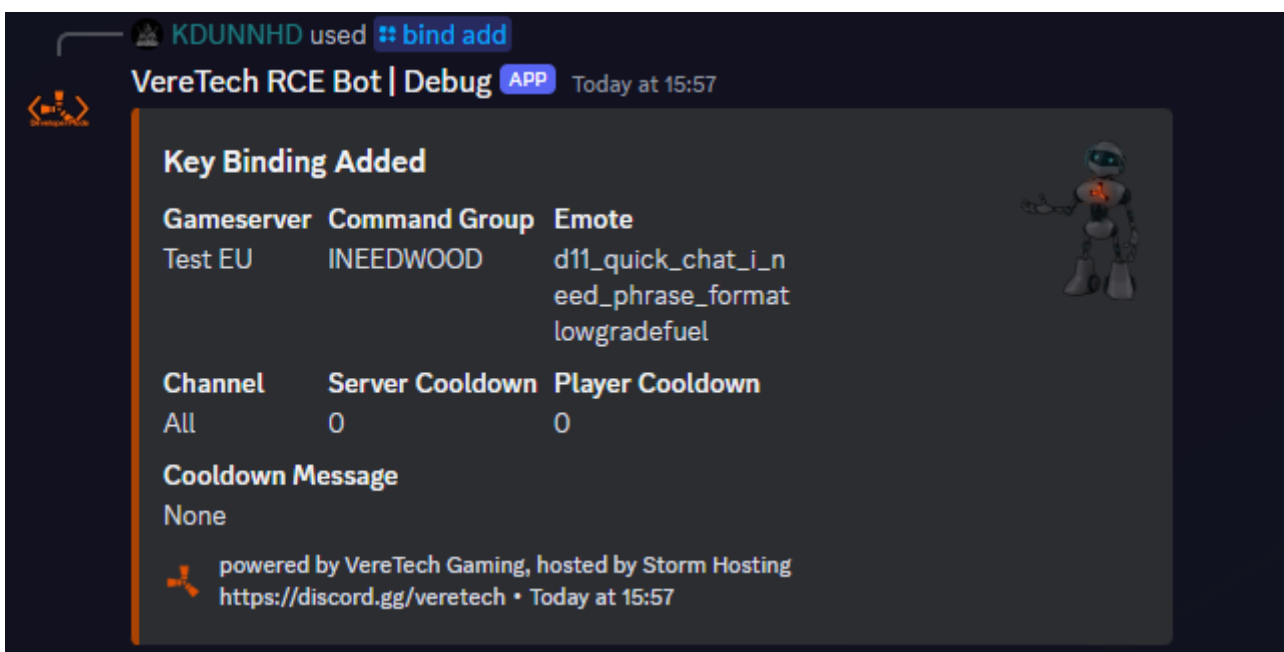 KDUNNHD used bind add
VereTech RCE Bot | Debug APP Today at 15:57
Key Binding Added
Gameserver Command Group Emote
Test EU INEEDWOOD d11_quick_chat_i_n
eed_phrase_format
lowgradefuel
Channel Server Cooldown Player Cooldown
All 0 0
Cooldown Message
None
powered by VereTech Gaming, hosted by Storm Hosting
https://discord.gg/veretech • Today at 15:57